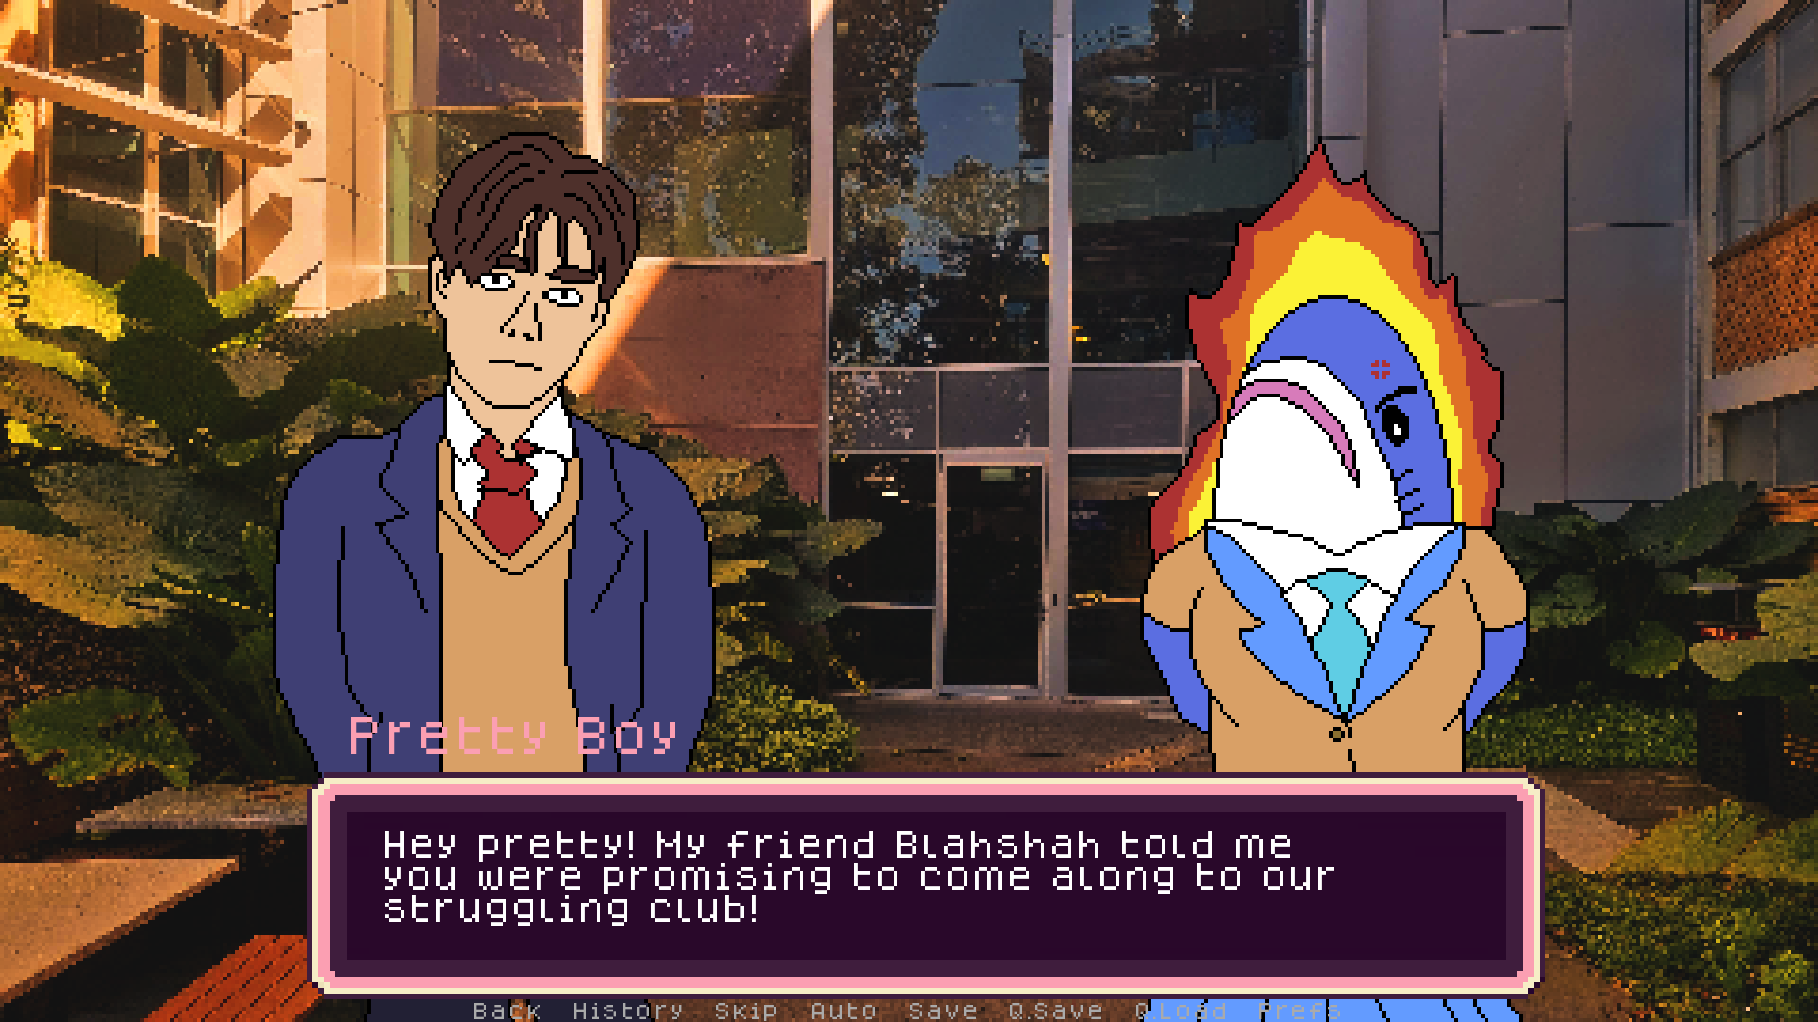 Pretty Boy
Hey pretty! My friend Blahshah told me
you were promising to come along to our
struggling club!
Back History Skip Auto Save Q.Save Q.Load Prefs